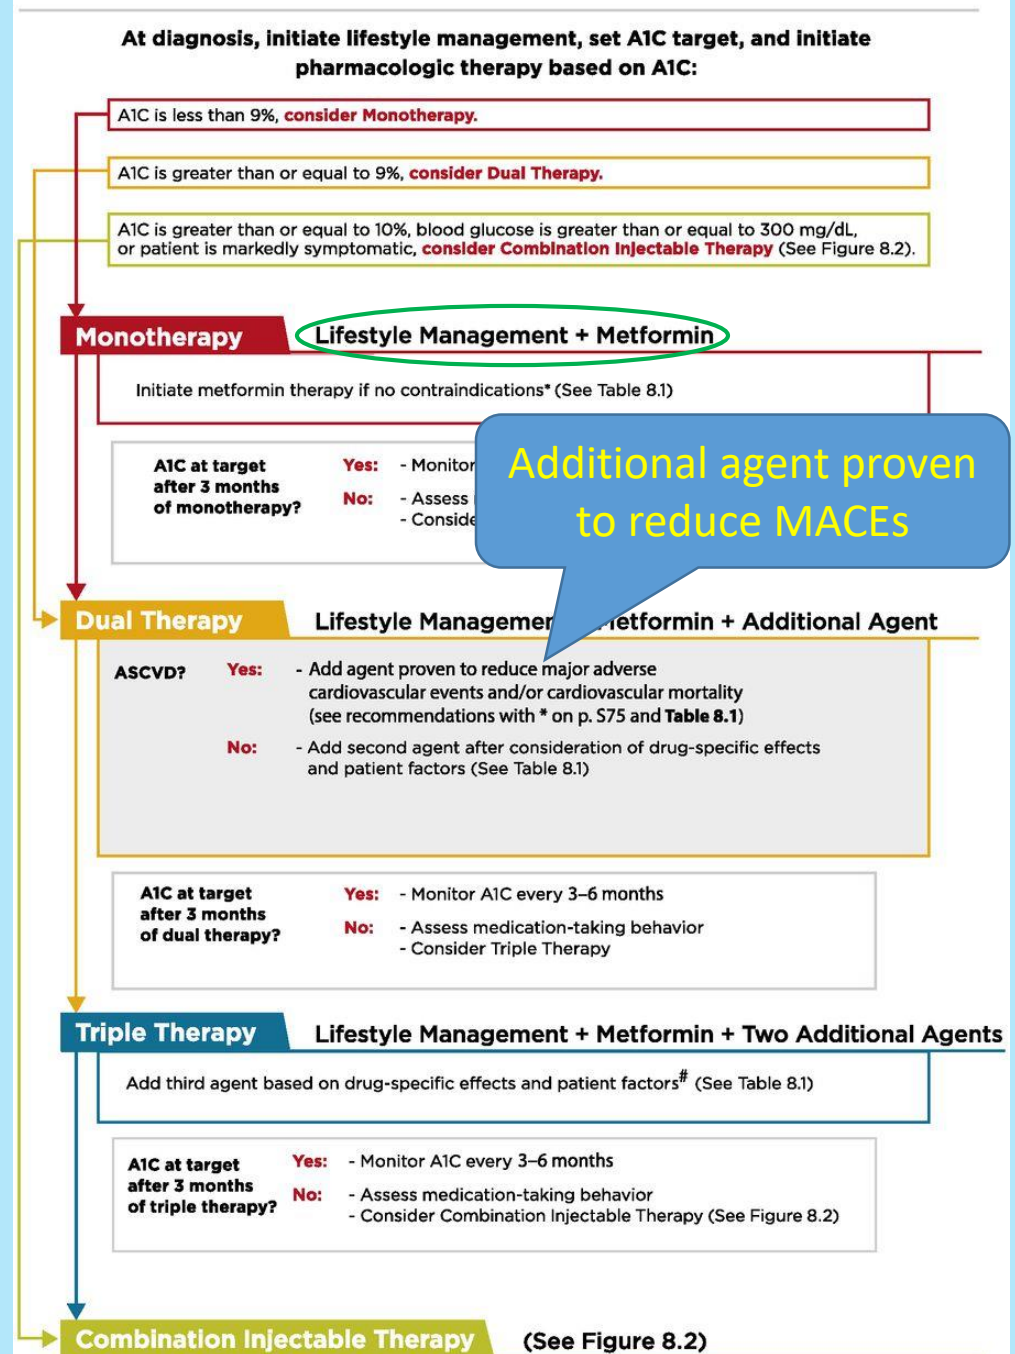 At diagnosis, initiate lifestyle management, set A1C target, and initiate
pharmacologic therapy based on A1C:
A1C is less than 9%, consider Monotherapy.
A1C is greater than or equal to 9%, consider Dual Therapy.
A1C is greater than or equal to 10%, blood glucose is greater than or equal to 300 mg/dL,
or patient is markedly symptomatic, consider Combination Injectable Therapy (See Figure 8.2).
Monotherapy Lifestyle Management + Metformin
Initiate metformin therapy if no contraindications* (See Table 8.1)
A1C at target
after 3 months
of monotherapy?
Yes: - Monitor
No: - Assess
- Conside
Additional agent proven
to reduce MACEs
Dual Therapy Lifestyle Management Metformin + Additional Agent
ASCVD? Yes: - Add agent proven to reduce major adverse
cardiovascular events and/or cardiovascular mortality
(see recommendations with * on p. S75 and Table 8.1)
No: - Add second agent after consideration of drug-specific effects
and patient factors (See Table 8.1)
A1C at target
after 3 months
of dual therapy?
Yes: - Monitor A1C every 3–6 months
No: - Assess medication-taking behavior
- Consider Triple Therapy
Triple Therapy Lifestyle Management + Metformin + Two Additional Agents
Add third agent based on drug-specific effects and patient factors# (See Table 8.1)
A1C at target
after 3 months
of triple therapy?
Yes: - Monitor A1C every 3–6 months
No: - Assess medication-taking behavior
- Consider Combination Injectable Therapy (See Figure 8.2)
Combination Injectable Therapy (See Figure 8.2)